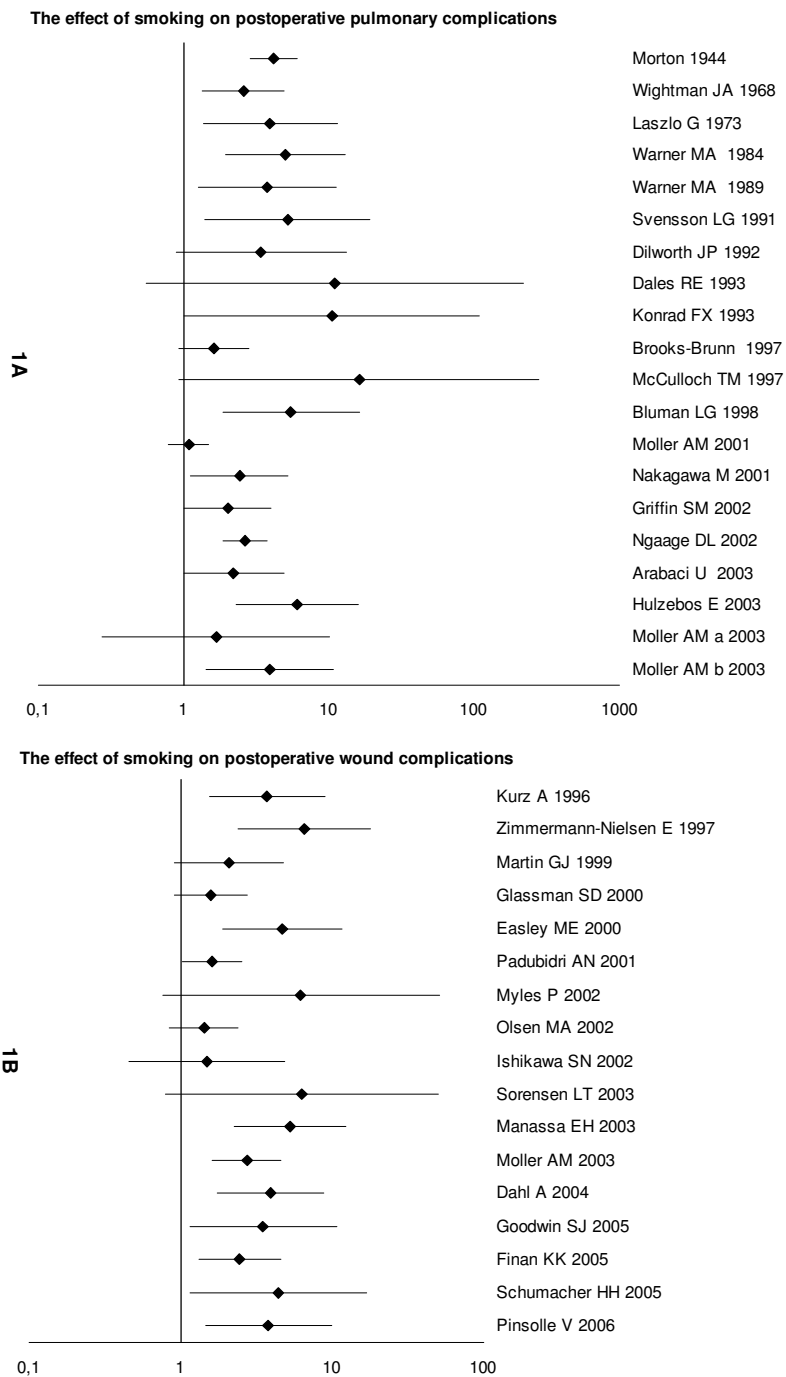 The effect of smoking on postoperative pulmonary complications
Morton 1944
Wightman JA 1968
Laszlo G 1973
Warner MA  1984
Warner MA  1989
Svensson LG 1991
Dilworth JP 1992
Dales RE 1993
Konrad FX 1993
Brooks-Brunn  1997
1A
McCulloch TM 1997
Bluman LG 1998
Moller AM 2001
Nakagawa M 2001
Griffin SM 2002
Ngaage DL 2002
Arabaci U  2003
Hulzebos E 2003
Moller AM a 2003
Moller AM b 2003
0,1 1 10 100 1000
The effect of smoking on postoperative wound complications
Kurz A 1996
Zimmermann-Nielsen E 1997
Martin GJ 1999
Glassman SD 2000
Easley ME 2000
Padubidri AN 2001
Myles P 2002
Olsen MA 2002
1B
Ishikawa SN 2002
Sorensen LT 2003
Manassa EH 2003
Moller AM 2003
Dahl A 2004
Goodwin SJ 2005
Finan KK 2005
Schumacher HH 2005
Pinsolle V 2006
0,1 1 10 100